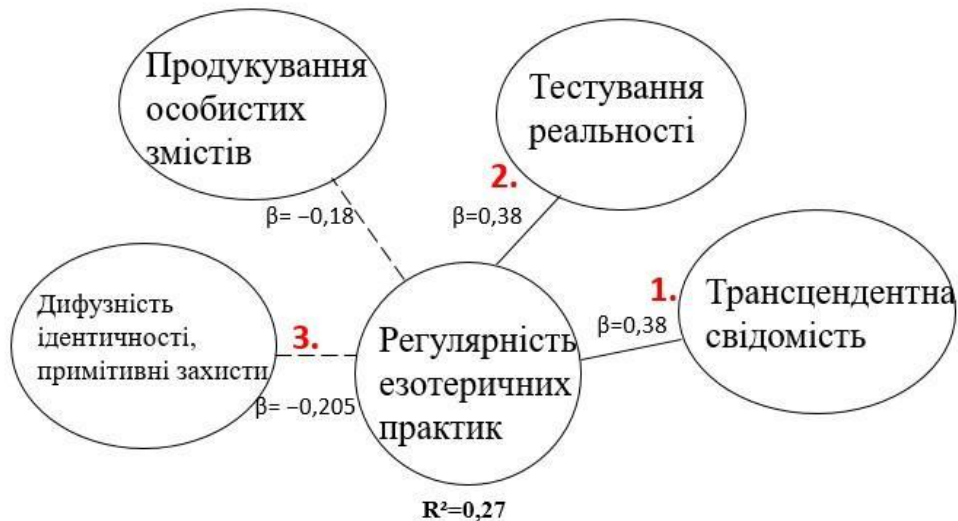 Продукування
особистих
змістів
Тестування
реальності
2.
β= −0,18
β=0,38
Дифузність
ідентичності,
примітивні захисти
3.
β= −0,205
Регулярність
езотеричних
практик
1.
β=0,38
Трансцендентна
свідомість
R²=0,27